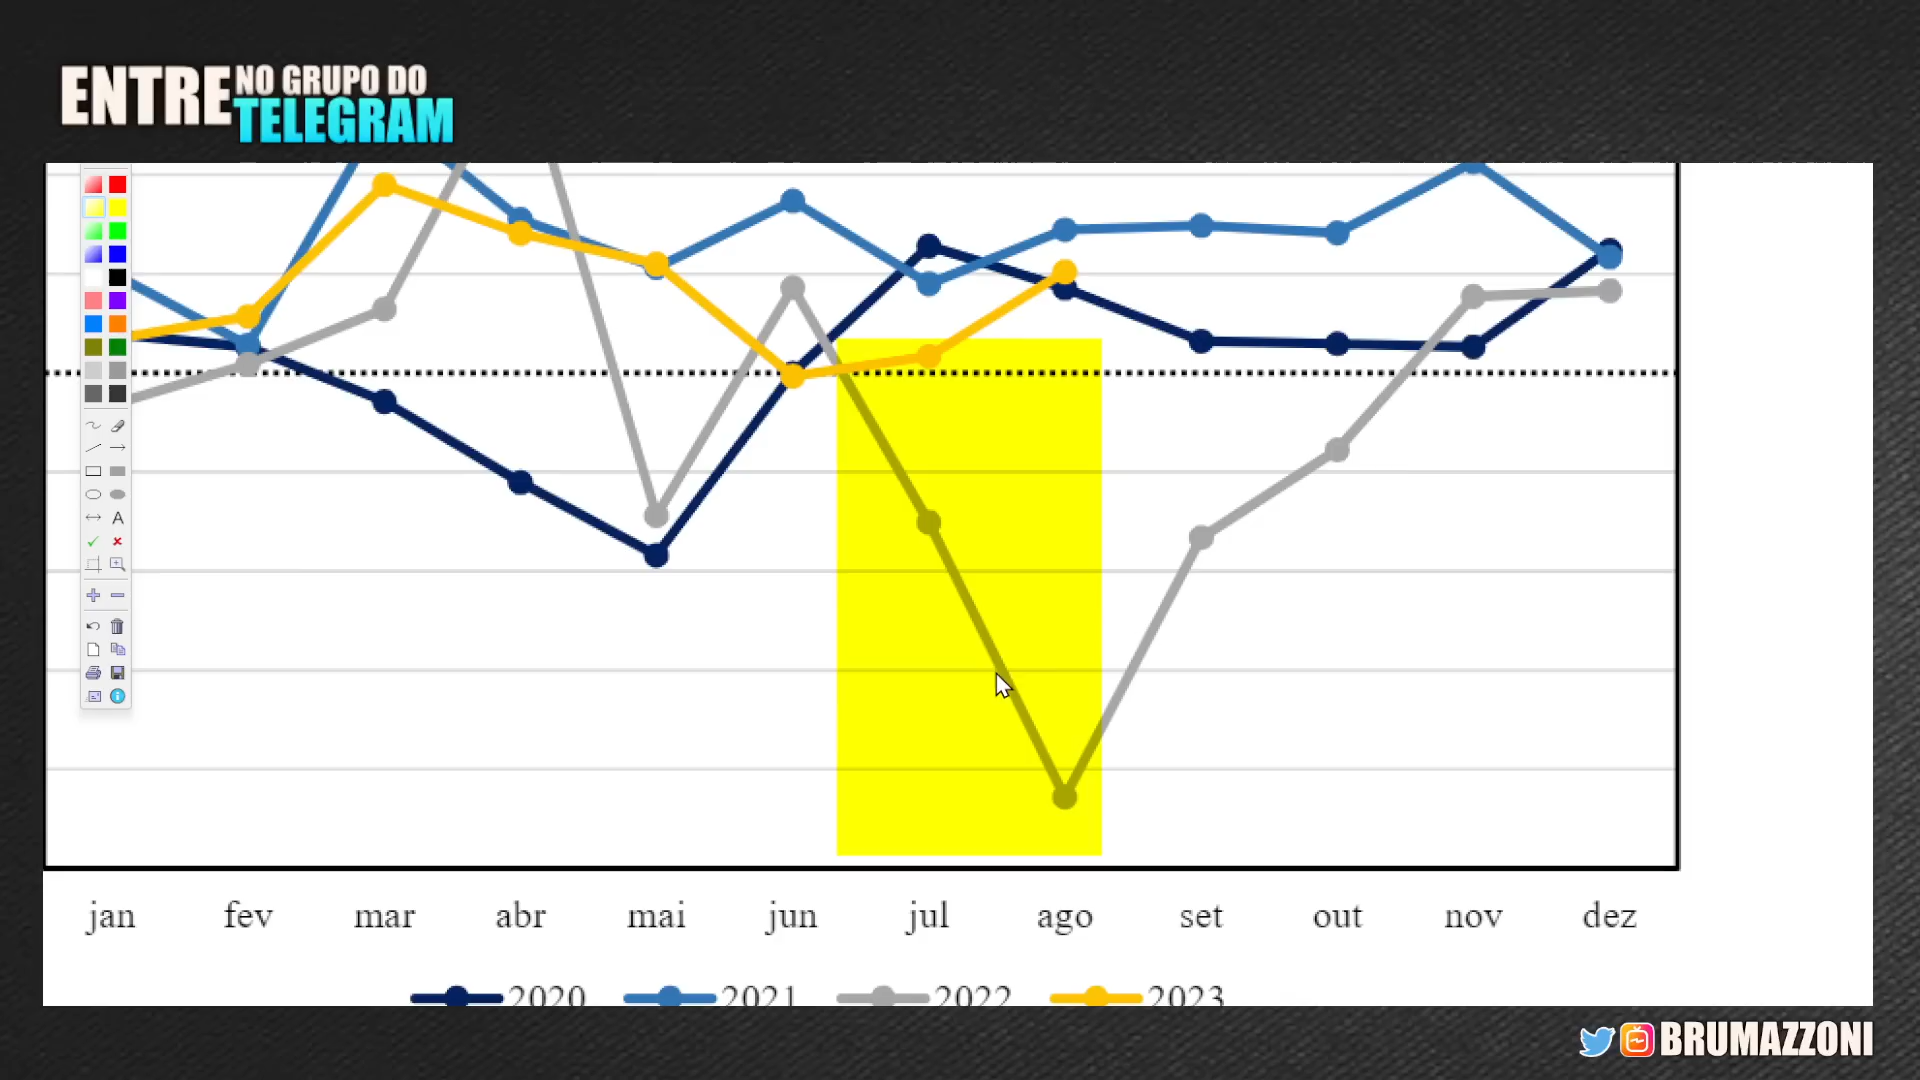 ENTRE NO GRUPO DO
TELEGRAM
A
jan fev mar abr mai jun jul ago set out nov dez
2020 2021 2022 2023
BRUMAZZONI